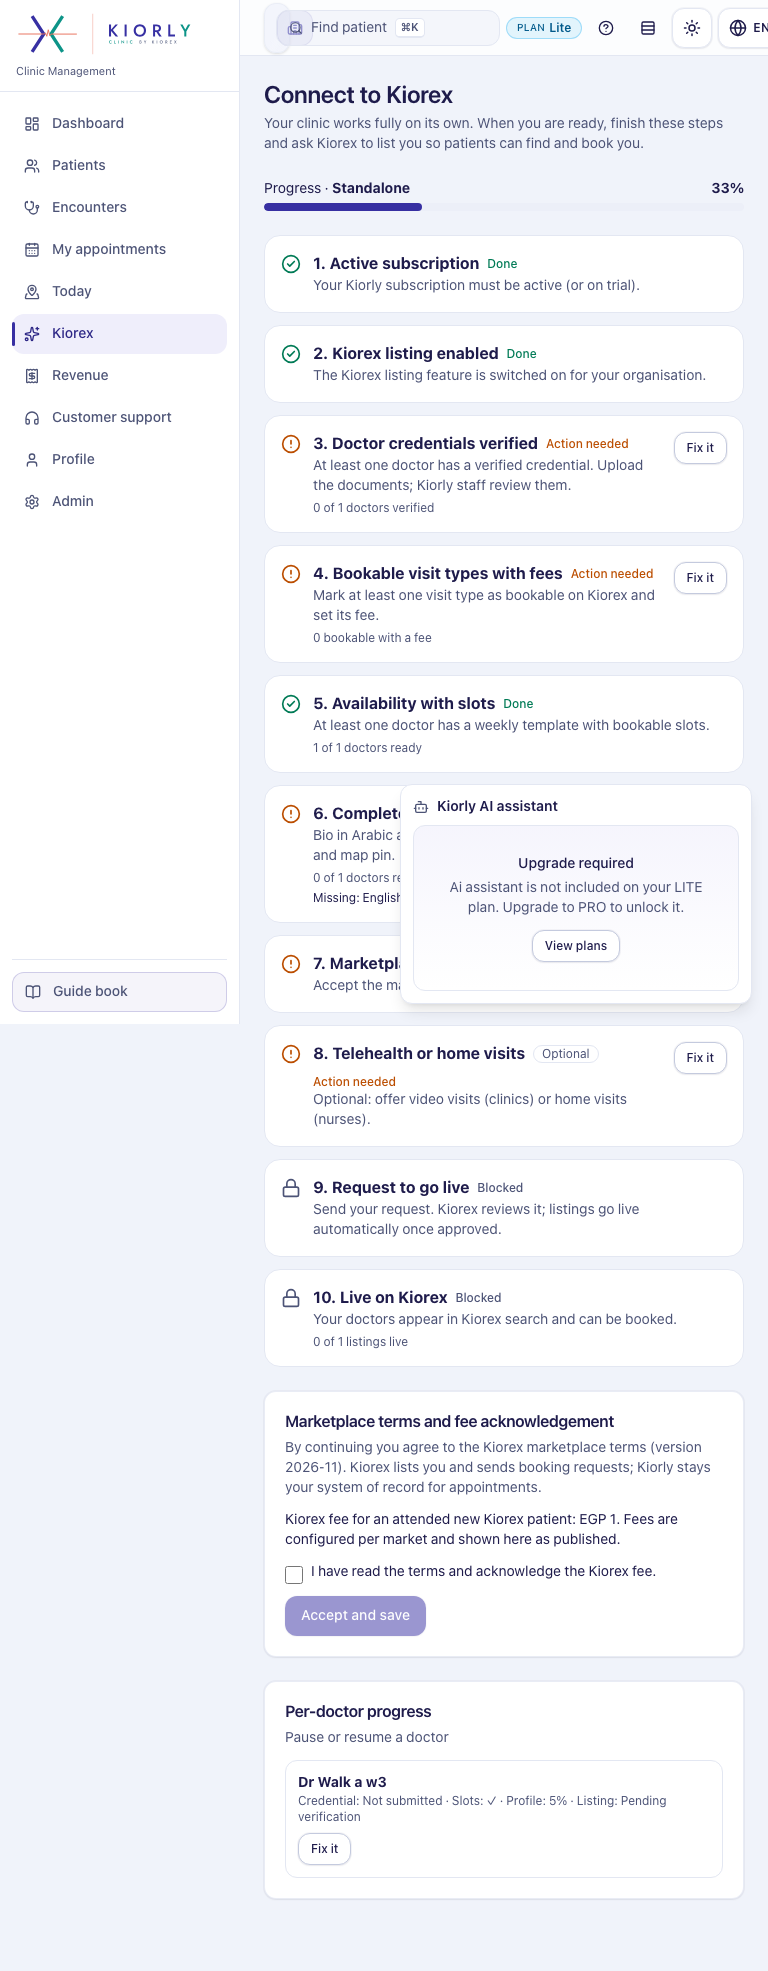 KIORLY
CLINIC BY KIOREX
Clinic Management
Find patient ⌘K
PLAN Lite
EN
Dashboard
Patients
Encounters
My appointments
Today
Kiorex
Revenue
Customer support
Profile
Admin
Guide book
Connect to Kiorex
Your clinic works fully on its own. When you are ready, finish these steps
and ask Kiorex to list you so patients can find and book you.
Progress · Standalone 33%
1. Active subscription Done
Your Kiorly subscription must be active (or on trial).
2. Kiorex listing enabled Done
The Kiorex listing feature is switched on for your organisation.
3. Doctor credentials verified Action needed
Fix it
At least one doctor has a verified credential. Upload
the documents; Kiorly staff review them.
0 of 1 doctors verified
4. Bookable visit types with fees Action needed
Fix it
Mark at least one visit type as bookable on Kiorex and
set its fee.
0 bookable with a fee
5. Availability with slots Done
At least one doctor has a weekly template with bookable slots.
1 of 1 doctors ready
6. Complete
Bio in Arabic
and map pin.
0 of 1 doctors
Missing: English
Kiorly AI assistant
Upgrade required
Ai assistant is not included on your LITE
plan. Upgrade to PRO to unlock it.
View plans
7.
Accept the
8. Telehealth or home visits Optional
Fix it
Action needed
Optional: offer video visits (clinics) or home visits
(nurses).
9. Request to go live Blocked
Send your request. Kiorex reviews it; listings go live
automatically once approved.
10. Live on Kiorex Blocked
Your doctors appear in Kiorex search and can be booked.
0 of 1 listings live
Marketplace terms and fee acknowledgement
By continuing you agree to the Kiorex marketplace terms (version
2026-11). Kiorex lists you and sends booking requests; Kiorly stays
your system of record for appointments.
Kiorex fee for an attended new Kiorex patient: EGP 1. Fees are
configured per market and shown here as published.
I have read the terms and acknowledge the Kiorex fee.
Accept and save
Per-doctor progress
Pause or resume a doctor
Dr Walk a w3
Credential: Not submitted · Slots: ✓ · Profile: 5% · Listing: Pending
verification
Fix it